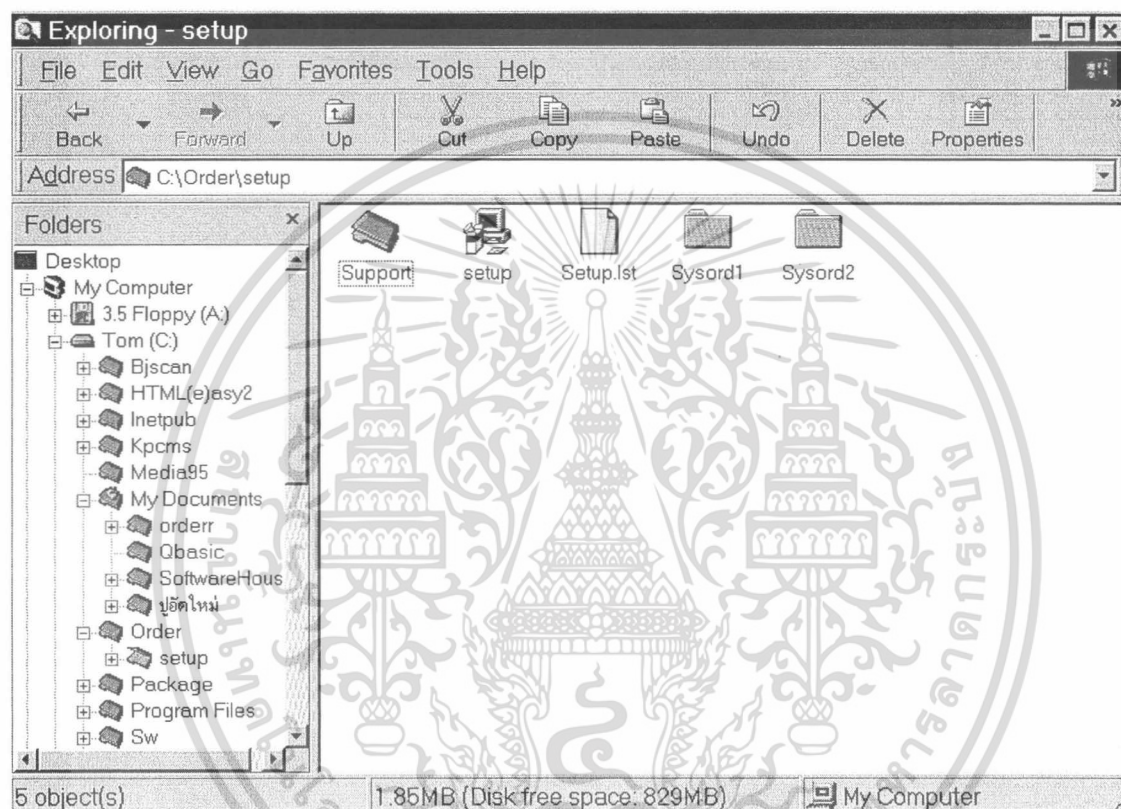 Exploring - setup
File Edit View Go Favorites Tools Help
Back Forward Up Cut Copy Paste Undo Delete Properties
Address C:\Order\setup
Folders
Desktop
My Computer
3.5 Floppy (A:)
Tom (C:)
Bjscan
HTML(e)asy2
Inetpub
Kpcms
Media95
My Documents
orderr
Qbasic
SoftwareHous
ปูอัดใหม่
Order
setup
Package
Program Files
Sw
Support setup Setup.lst Sysord1 Sysord2
5 object(s) 1.85MB (Disk free space: 829MB) My Computer